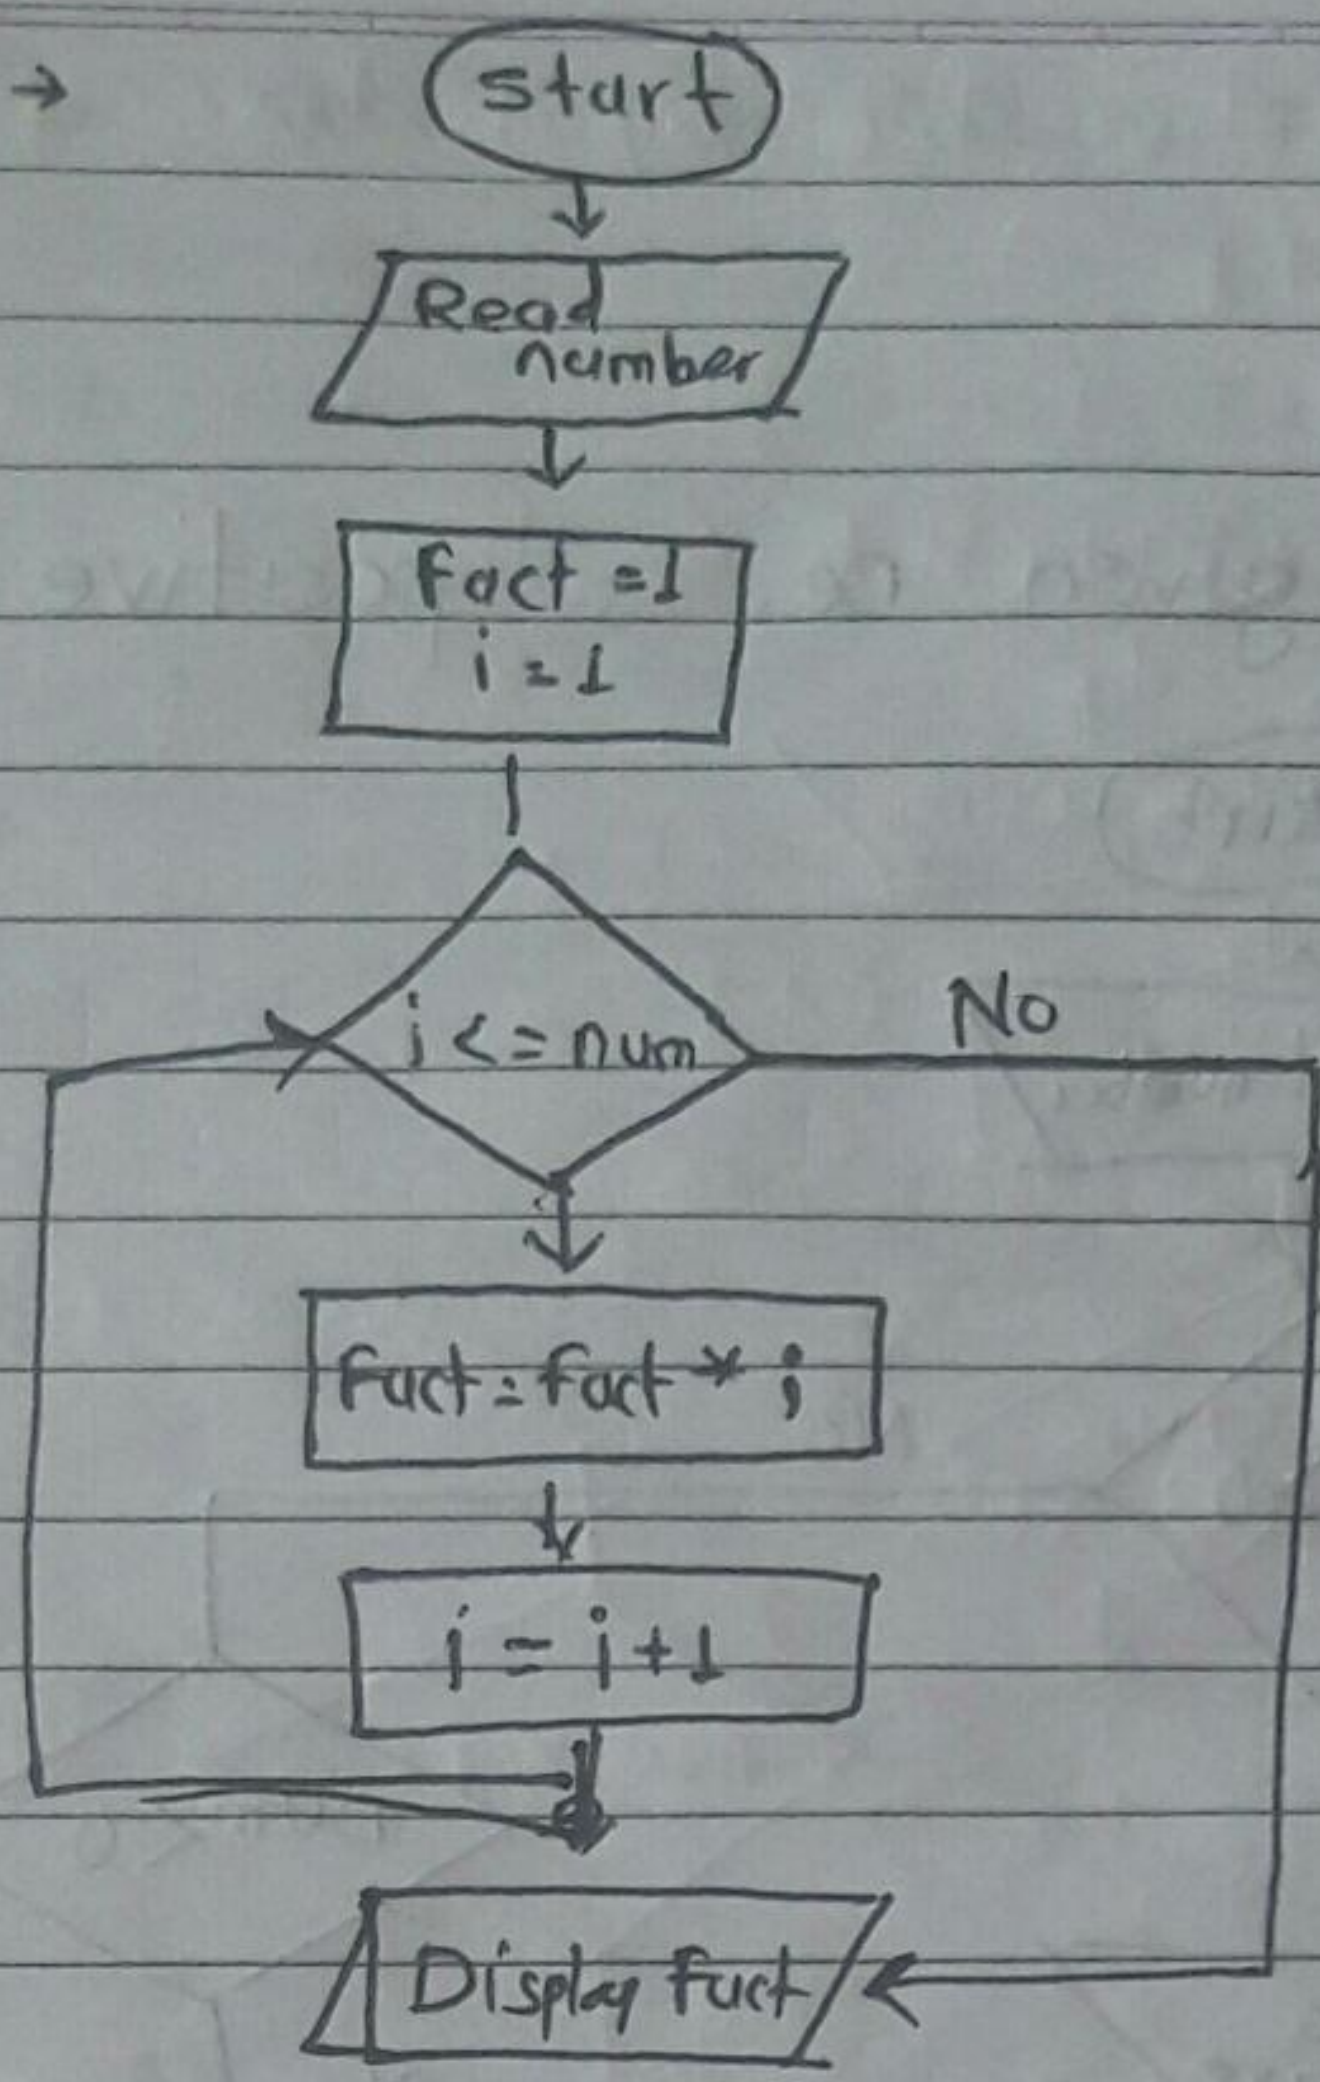 start
Read
number
fact =1
i = 1
i <= num
No
fact = fact * i
i = i + 1
Display fact